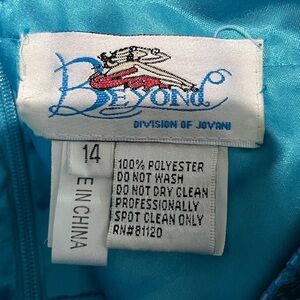 BEYOND
DIVISION OF JOVANI
14
E IN CHINA
100% POLYESTER
DO NOT WASH
DO NOT DRY CLEAN
PROFESSIONALLY
SPOT CLEAN ONLY
RN#81120